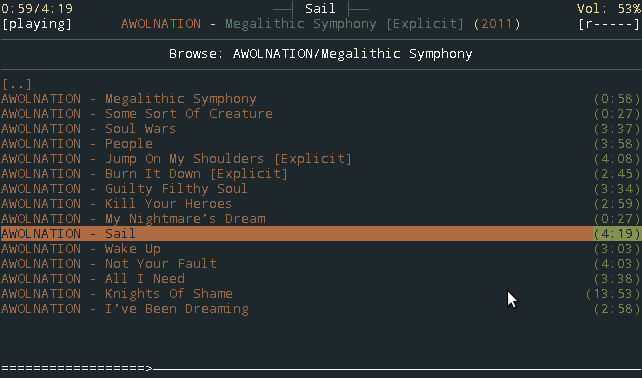 0:59/4:19 ──┤ Sail ├── Vol: 53%
[playing] AWOLNATION - Megalithic Symphony [Explicit] (2011) [r-----]
Browse: AWOLNATION/Megalithic Symphony
[..]
AWOLNATION - Megalithic Symphony (0:58)
AWOLNATION - Some Sort Of Creature (0:27)
AWOLNATION - Soul Wars (3:37)
AWOLNATION - People (3:58)
AWOLNATION - Jump On My Shoulders [Explicit] (4:08)
AWOLNATION - Burn It Down [Explicit] (2:45)
AWOLNATION - Guilty Filthy Soul (3:34)
AWOLNATION - Kill Your Heroes (2:59)
AWOLNATION - My Nightmare's Dream (0:27)
AWOLNATION - Sail (4:19)
AWOLNATION - Wake Up (3:03)
AWOLNATION - Not Your Fault (4:03)
AWOLNATION - All I Need (3:38)
AWOLNATION - Knights Of Shame (13:53)
AWOLNATION - I've Been Dreaming (2:58)
==================>